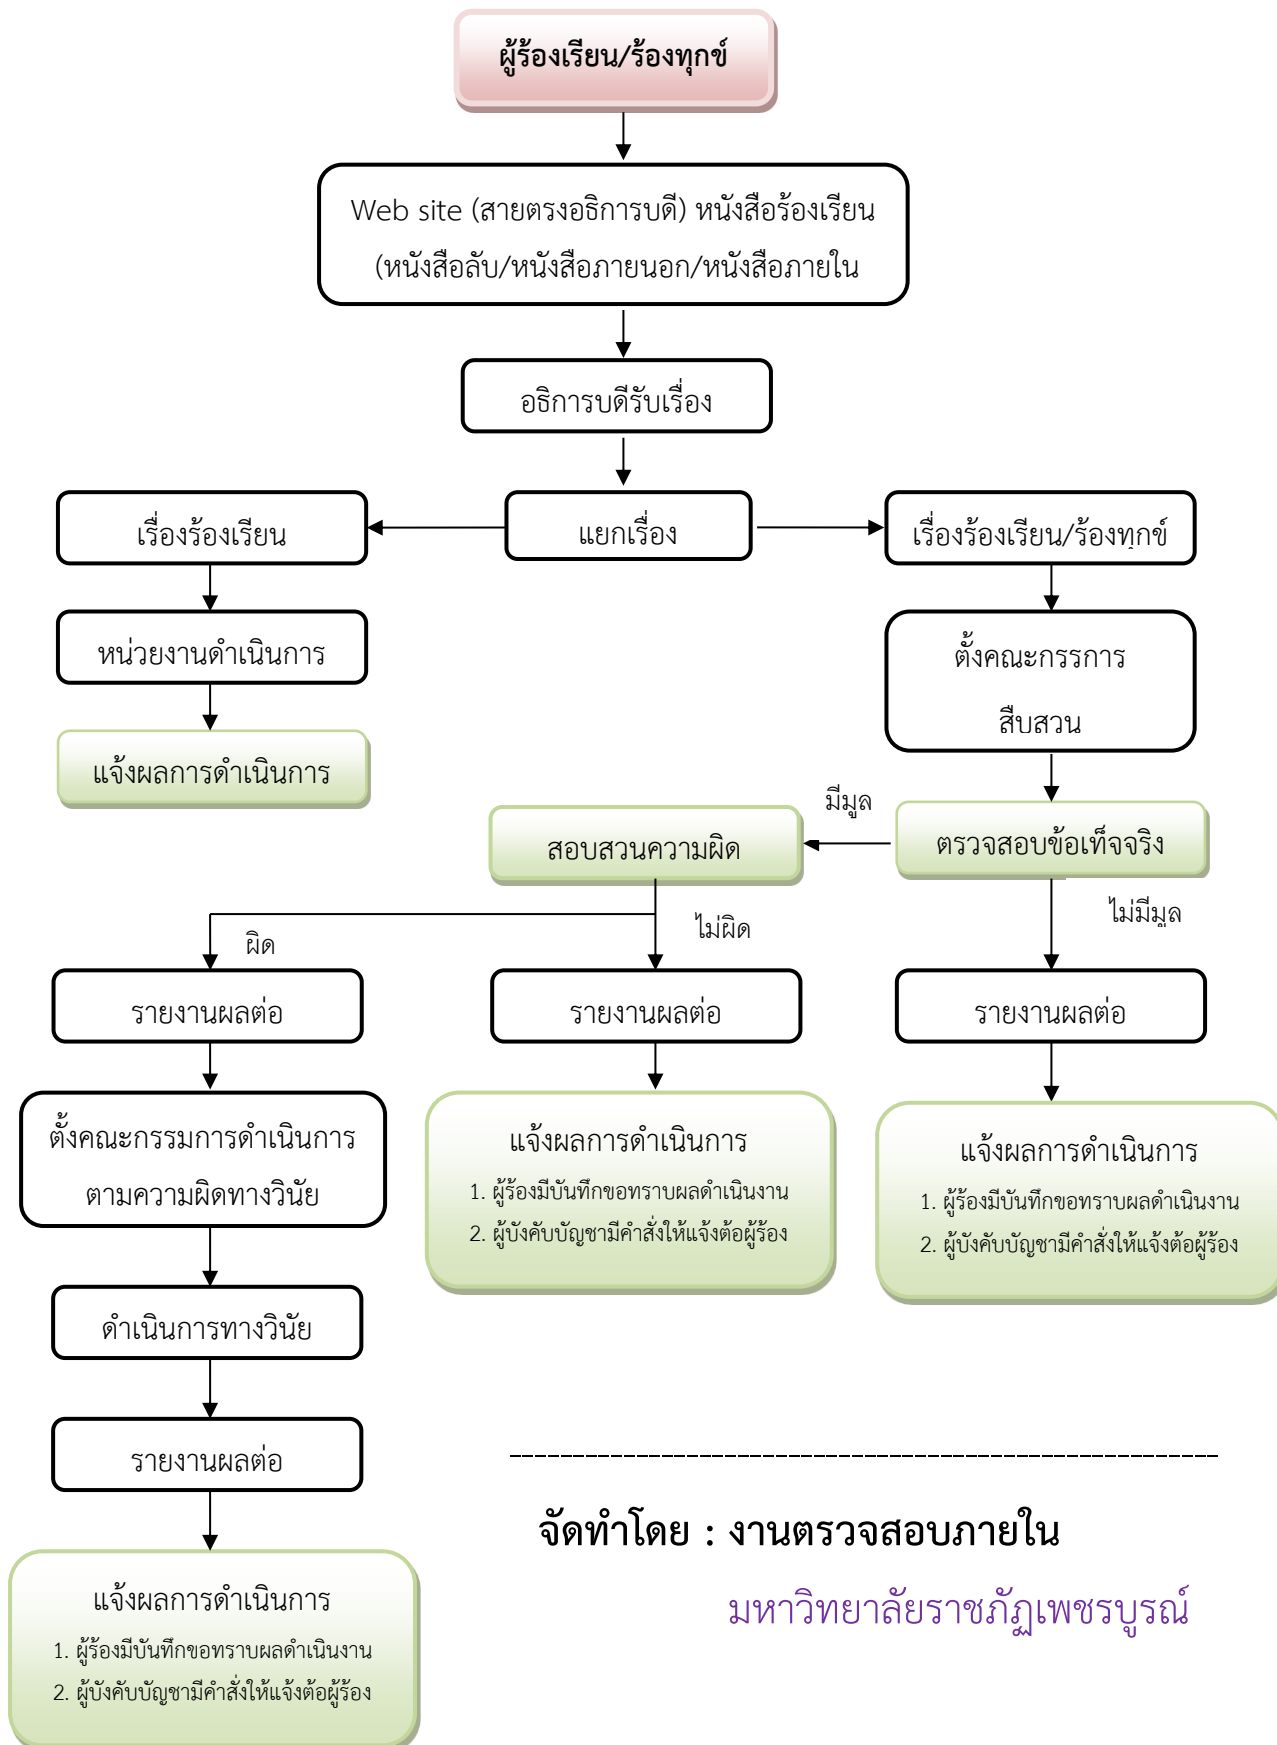 ผู้ร้องเรียน/ร้องทุกข์
Web site (สายตรงอธิการบดี) หนังสือร้องเรียน
(หนังสือลับ/หนังสือภายนอก/หนังสือภายใน
อธิการบดีรับเรื่อง
เรื่องร้องเรียน
แยกเรื่อง
เรื่องร้องเรียน/ร้องทุกข์
หน่วยงานดำเนินการ
ตั้งคณะกรรการ
สืบสวน
แจ้งผลการดำเนินการ
มีมูล
สอบสวนความผิด
ตรวจสอบข้อเท็จจริง
ผิด
ไม่ผิด
ไม่มีมูล
รายงานผลต่อ
รายงานผลต่อ
รายงานผลต่อ
ตั้งคณะกรรมการดำเนินการ
ตามความผิดทางวินัย
แจ้งผลการดำเนินการ
1. ผู้ร้องมีบันทึกขอทราบผลดำเนินงาน
2. ผู้บังคับบัญชามีคำสั่งให้แจ้งต้อผู้ร้อง
แจ้งผลการดำเนินการ
1. ผู้ร้องมีบันทึกขอทราบผลดำเนินงาน
2. ผู้บังคับบัญชามีคำสั่งให้แจ้งต้อผู้ร้อง
ดำเนินการทางวินัย
รายงานผลต่อ
แจ้งผลการดำเนินการ
1. ผู้ร้องมีบันทึกขอทราบผลดำเนินงาน
2. ผู้บังคับบัญชามีคำสั่งให้แจ้งต้อผู้ร้อง
จัดทำโดย : งานตรวจสอบภายใน
มหาวิทยาลัยราชภัฏเพชรบูรณ์